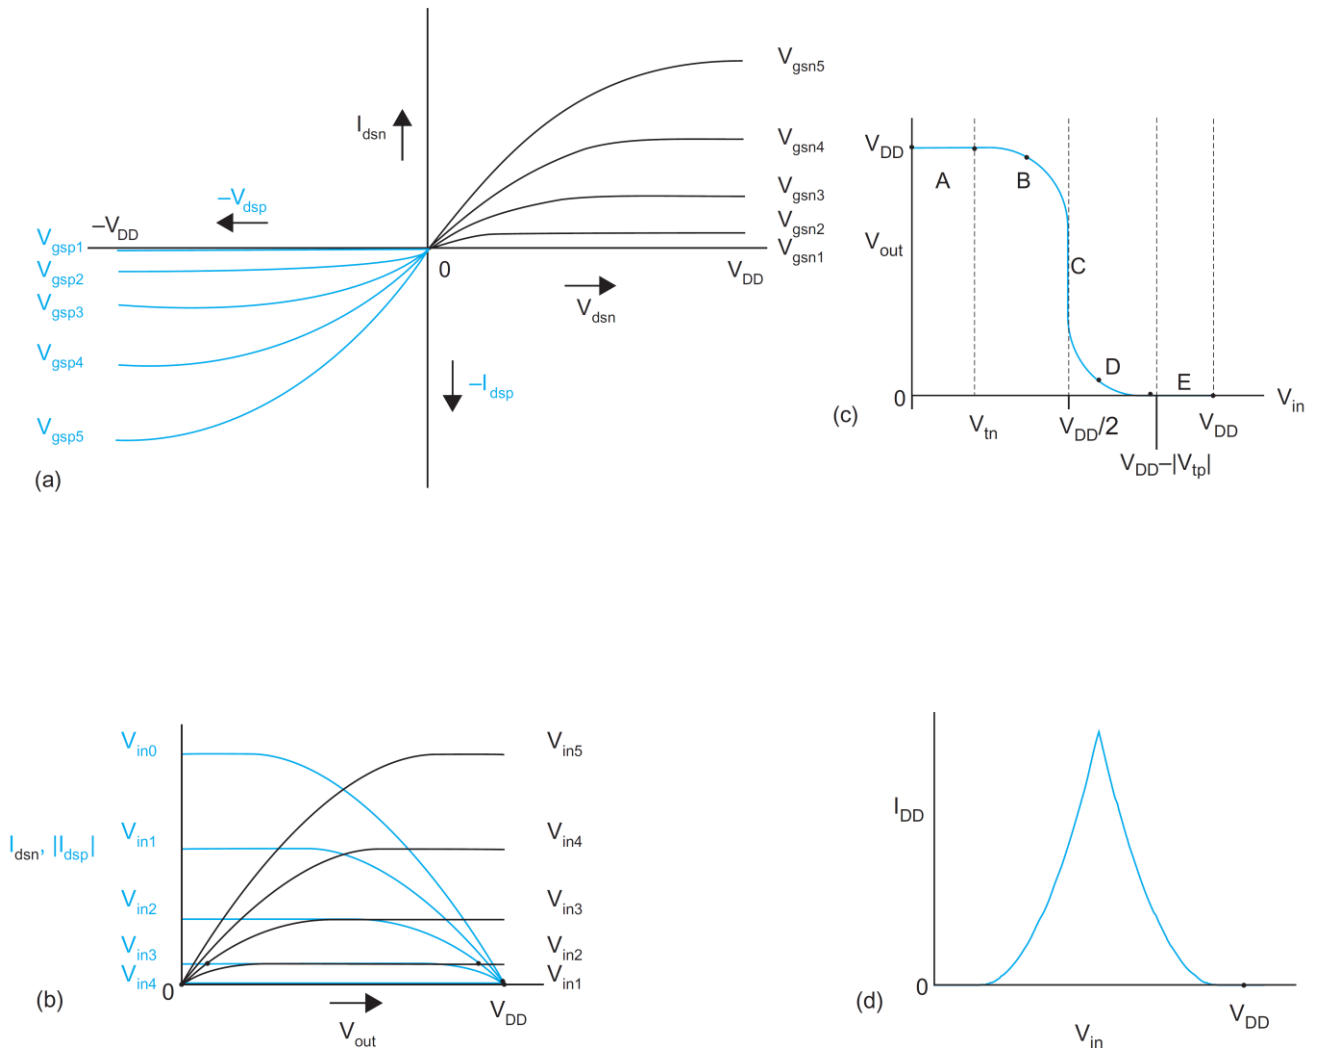 V_gsn5
I_dsn
V_gsn4
–V_dsp
V_gsn3
–V_DD
V_gsn2
V_gsp1
V_gsn1
V_gsp2
0
V_DD
V_gsp3
V_dsn
V_gsp4
–I_dsp
V_gsp5
(a)
V_DD
A
B
V_out
C
D
E
0
V_in
(c)
V_tn
V_DD/2
V_DD
V_DD–|V_tp|
V_in0
V_in5
V_in1
V_in4
I_dsn, |I_dsp|
V_in2
V_in3
V_in3
V_in2
V_in4
V_in1
0
V_DD
(b)
V_out
I_DD
0
(d)
V_DD
V_in